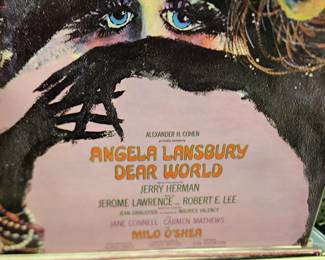 ALEXANDER H. COHEN
ANGELA LANSBURY
DEAR WORLD
JERRY HERMAN
JEROME LAWRENCE AND ROBERT E. LEE
JEAN GIRAUDOUX MAURICE VALENCY
JANE CONNELL CARMEN MATHEWS
MILO O'SHEA